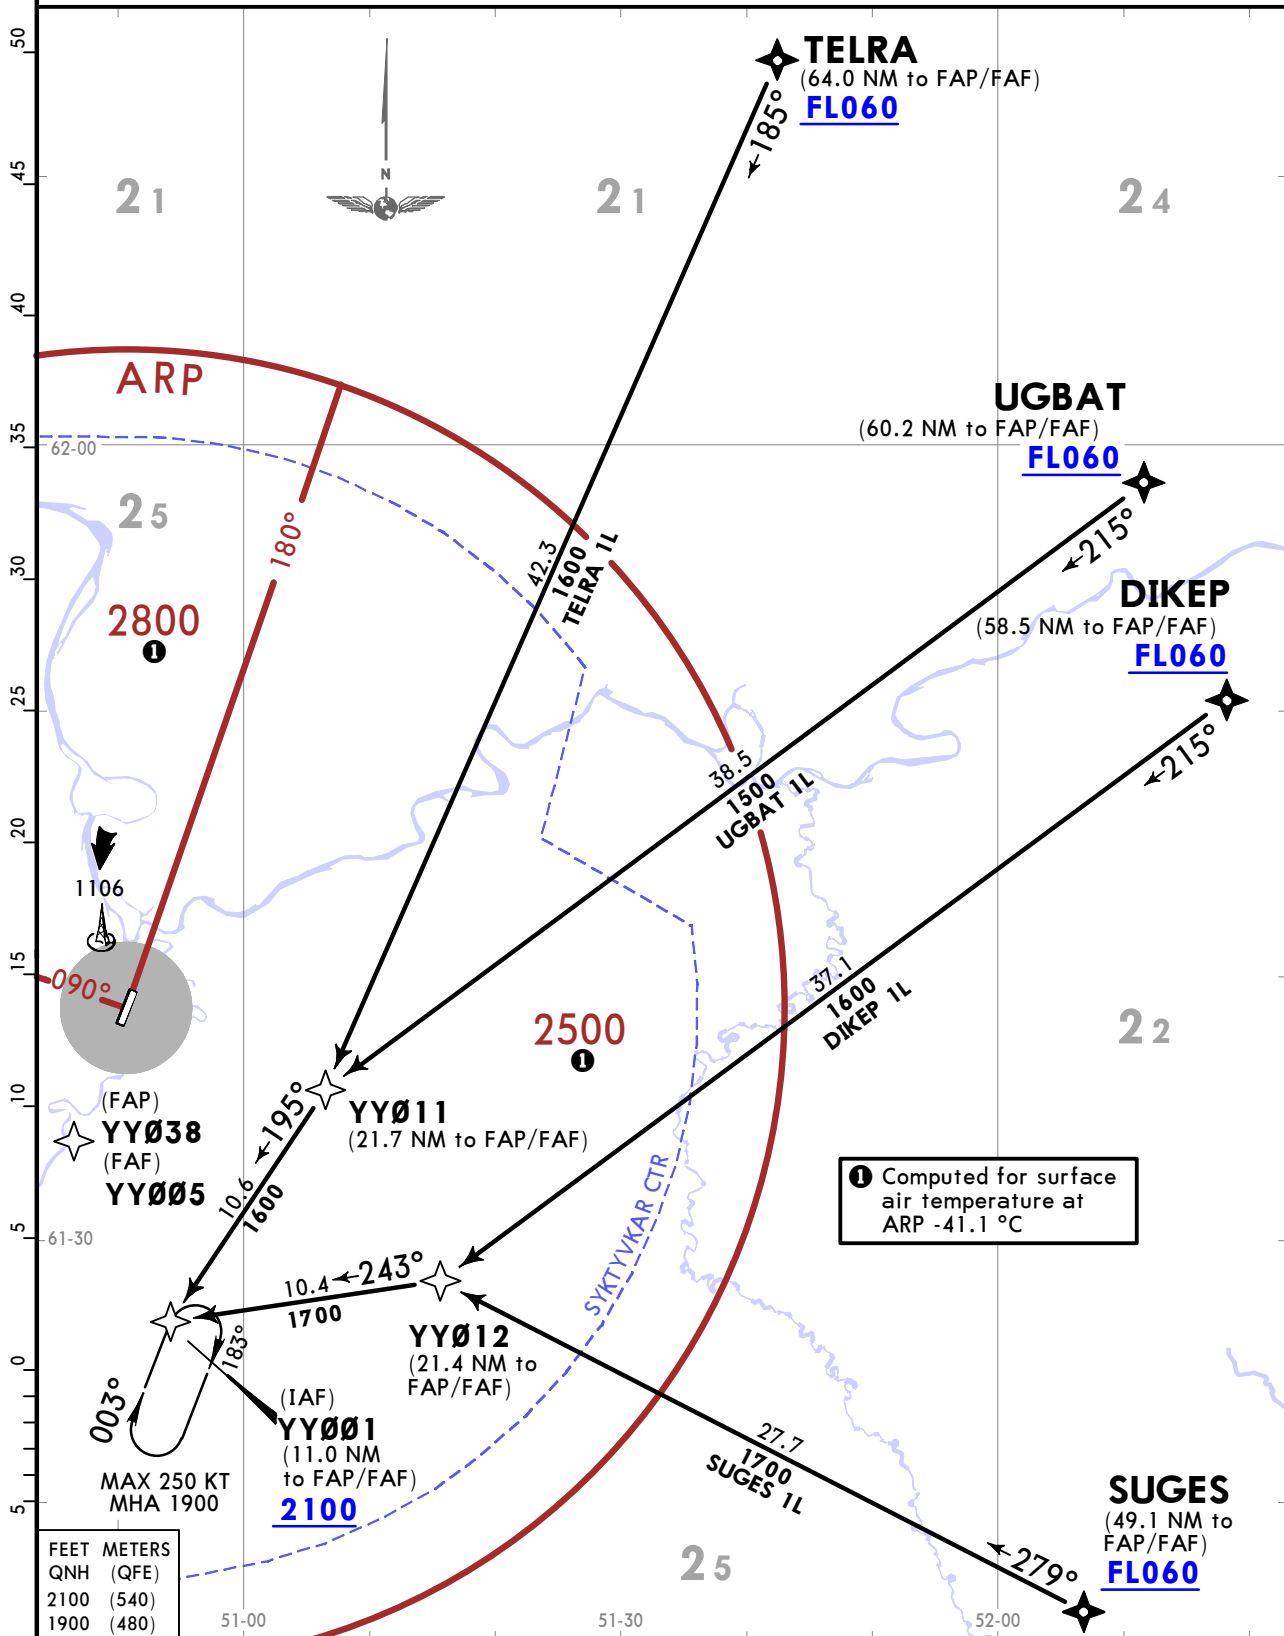 50
TELRA
(64.0 NM to FAP/FAF)
FL060
185°
45
N
21
21
24
40
ARP
UGBAT
(60.2 NM to FAP/FAF)
FL060
35
62-00
25
180°
42.3
1600
TELRA 1L
215°
30
DIKEP
(58.5 NM to FAP/FAF)
FL060
2800
1
25
215°
38.5
1500
UGBAT 1L
20
1106
15
090°
37.1
1600
DIKEP 1L
2500
1
22
10
(FAP)
YYØ38
(FAF)
YYØØ5
195°
YYØ11
(21.7 NM to FAP/FAF)
10.6
1600
SYKTYVKAR CTR
1 Computed for surface
air temperature at
ARP -41.1 °C
5
61-30
243°
10.4
1700
YYØ12
(21.4 NM to
FAP/FAF)
0
183°
003°
(IAF)
YYØØ1
(11.0 NM
to FAP/FAF)
2100
MAX 250 KT
MHA 1900
27.7
1700
SUGES 1L
SUGES
(49.1 NM to
FAP/FAF)
FL060
279°
5
25
FEET METERS
QNH (QFE)
2100 (540)
1900 (480)
51-00
51-30
52-00